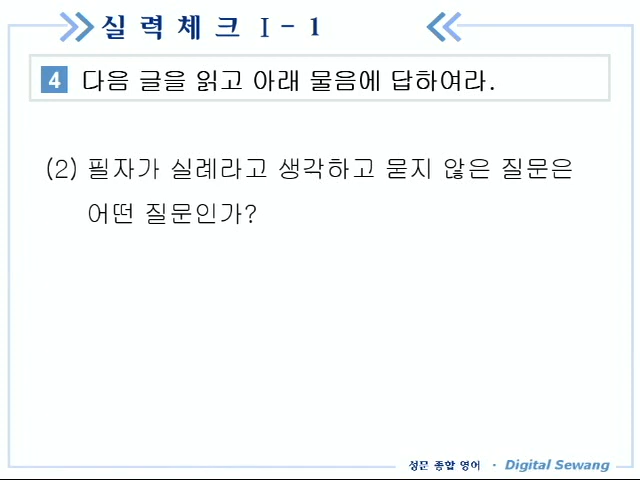 실력체크 I - 1
4 다음 글을 읽고 아래 물음에 답하여라.
(2) 필자가 실례라고 생각하고 묻지 않은 질문은
어떤 질문인가?
성문 종합 영어 · Digital Sewang